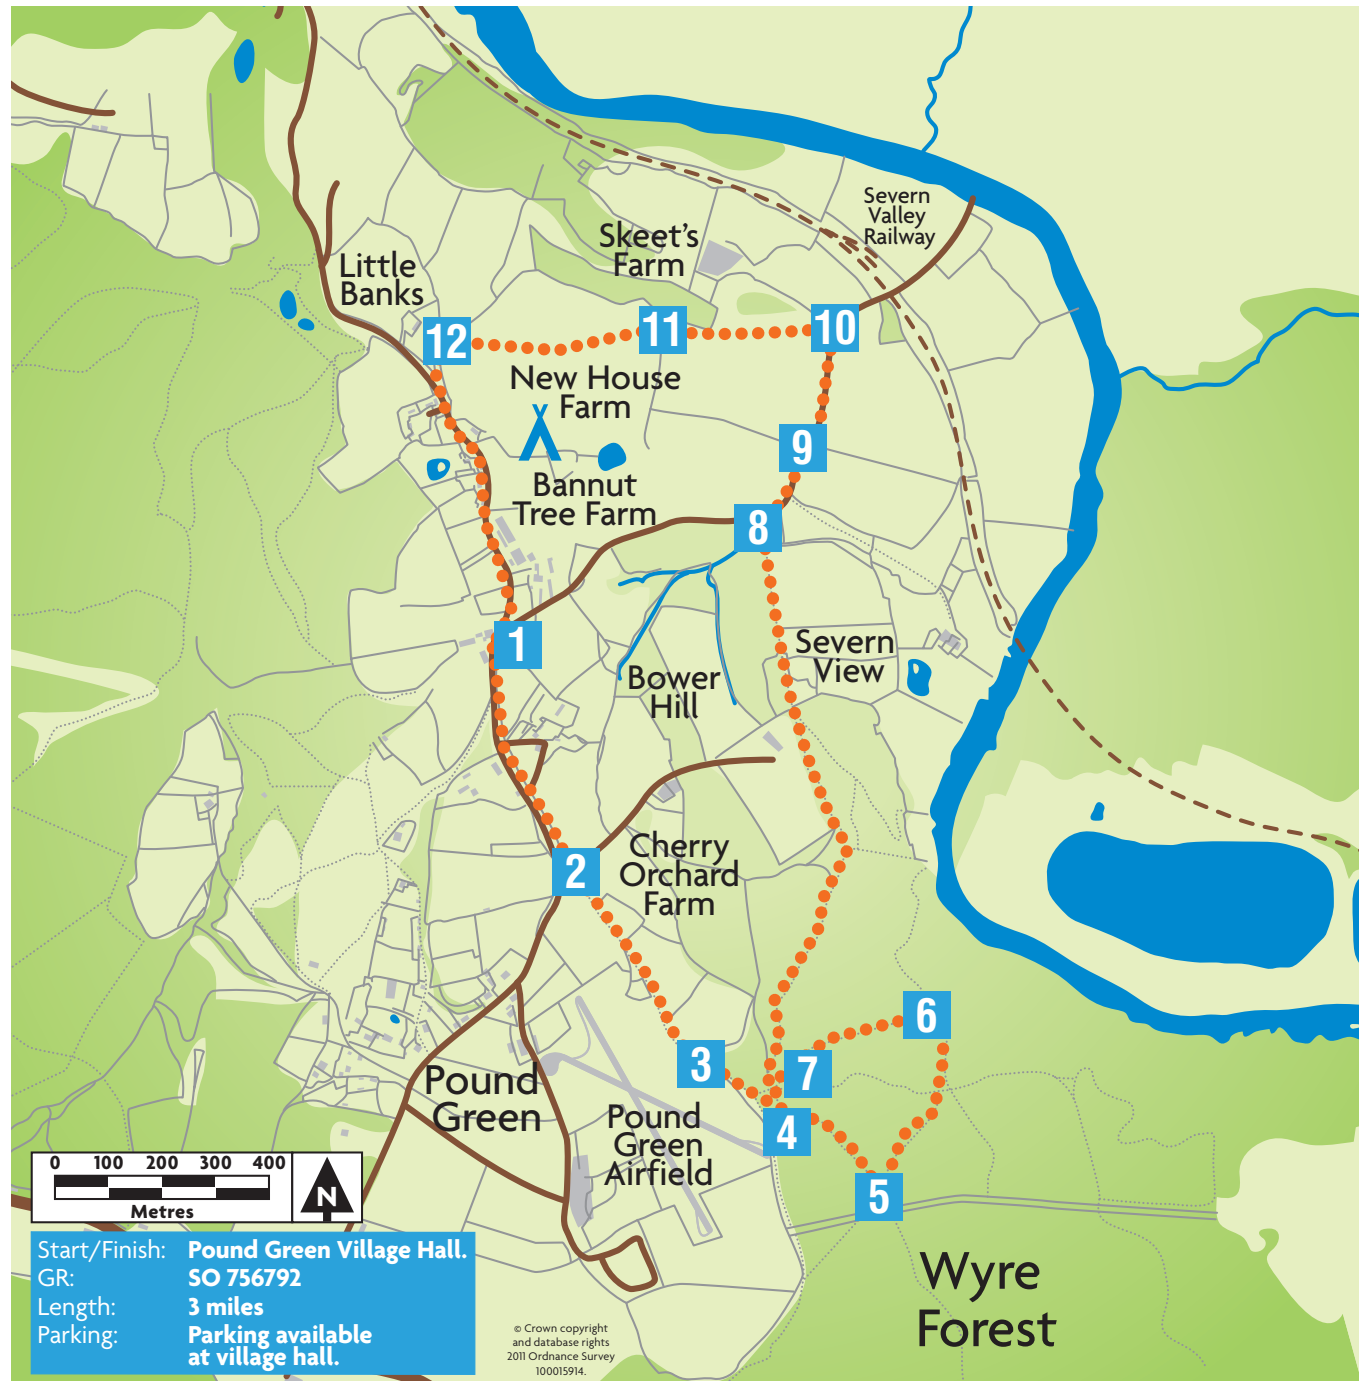 Severn
Valley
Railway
Skeet's
Farm
Little
Banks
12
11
10
New House
Farm
9
Bannut
Tree Farm
8
1
Severn
View
Bower
Hill
2
Cherry
Orchard
Farm
6
3
7
Pound
Green
4
Pound
Green
Airfield
5
0 100 200 300 400
Metres
N
Wyre
Forest
Start/Finish: Pound Green Village Hall.
GR: SO 756792
Length: 3 miles
Parking: Parking available
at village hall.
© Crown copyright
and database rights
2011 Ordnance Survey
100015914.